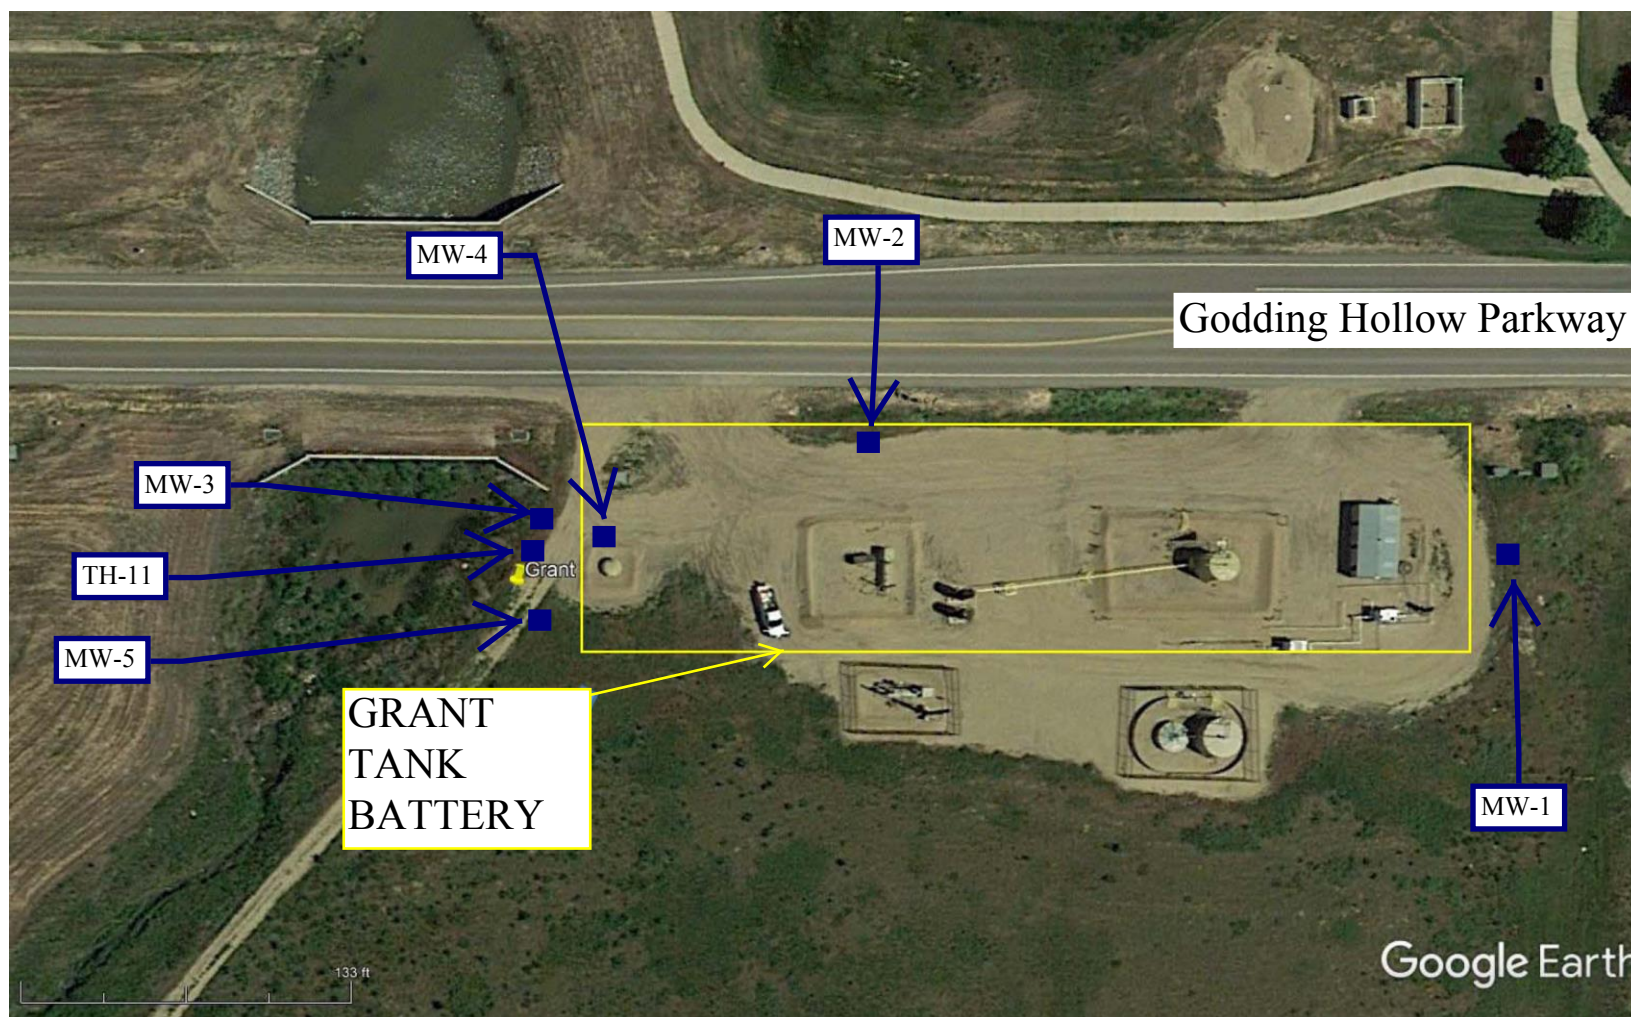 MW-4
MW-2
Godding Hollow Parkway
MW-3
TH-11
Grant
MW-5
GRANT
TANK
BATTERY
MW-1
133 ft
Google Earth